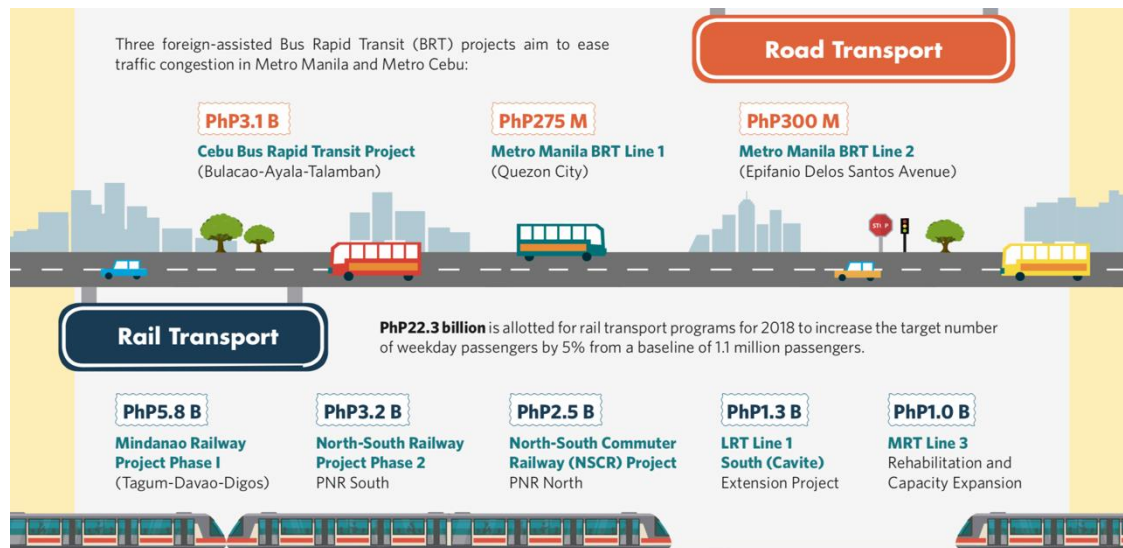 Three foreign-assisted Bus Rapid Transit (BRT) projects aim to ease
traffic congestion in Metro Manila and Metro Cebu:
Road Transport
PhP3.1 B
Cebu Bus Rapid Transit Project
(Bulacao-Ayala-Talamban)
PhP275 M
Metro Manila BRT Line 1
(Quezon City)
PhP300 M
Metro Manila BRT Line 2
(Epifanio Delos Santos Avenue)
STOP
Rail Transport
PhP22.3 billion is allotted for rail transport programs for 2018 to increase the target number
of weekday passengers by 5% from a baseline of 1.1 million passengers.
PhP5.8 B
Mindanao Railway
Project Phase I
(Tagum-Davao-Digos)
PhP3.2 B
North-South Railway
Project Phase 2
PNR South
PhP2.5 B
North-South Commuter
Railway (NSCR) Project
PNR North
PhP1.3 B
LRT Line 1
South (Cavite)
Extension Project
PhP1.0 B
MRT Line 3
Rehabilitation and
Capacity Expansion